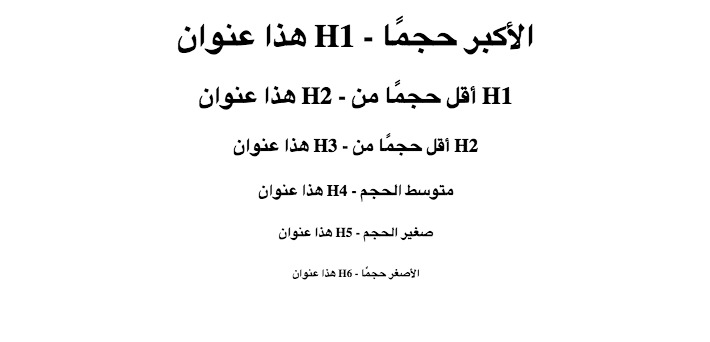 هذا عنوان H1 - الأكبر حجمًا
هذا عنوان H2 - أقل حجمًا من H1
هذا عنوان H3 - أقل حجمًا من H2
هذا عنوان H4 - متوسط الحجم
هذا عنوان H5 - صغير الحجم
هذا عنوان H6 - الأصغر حجمًا